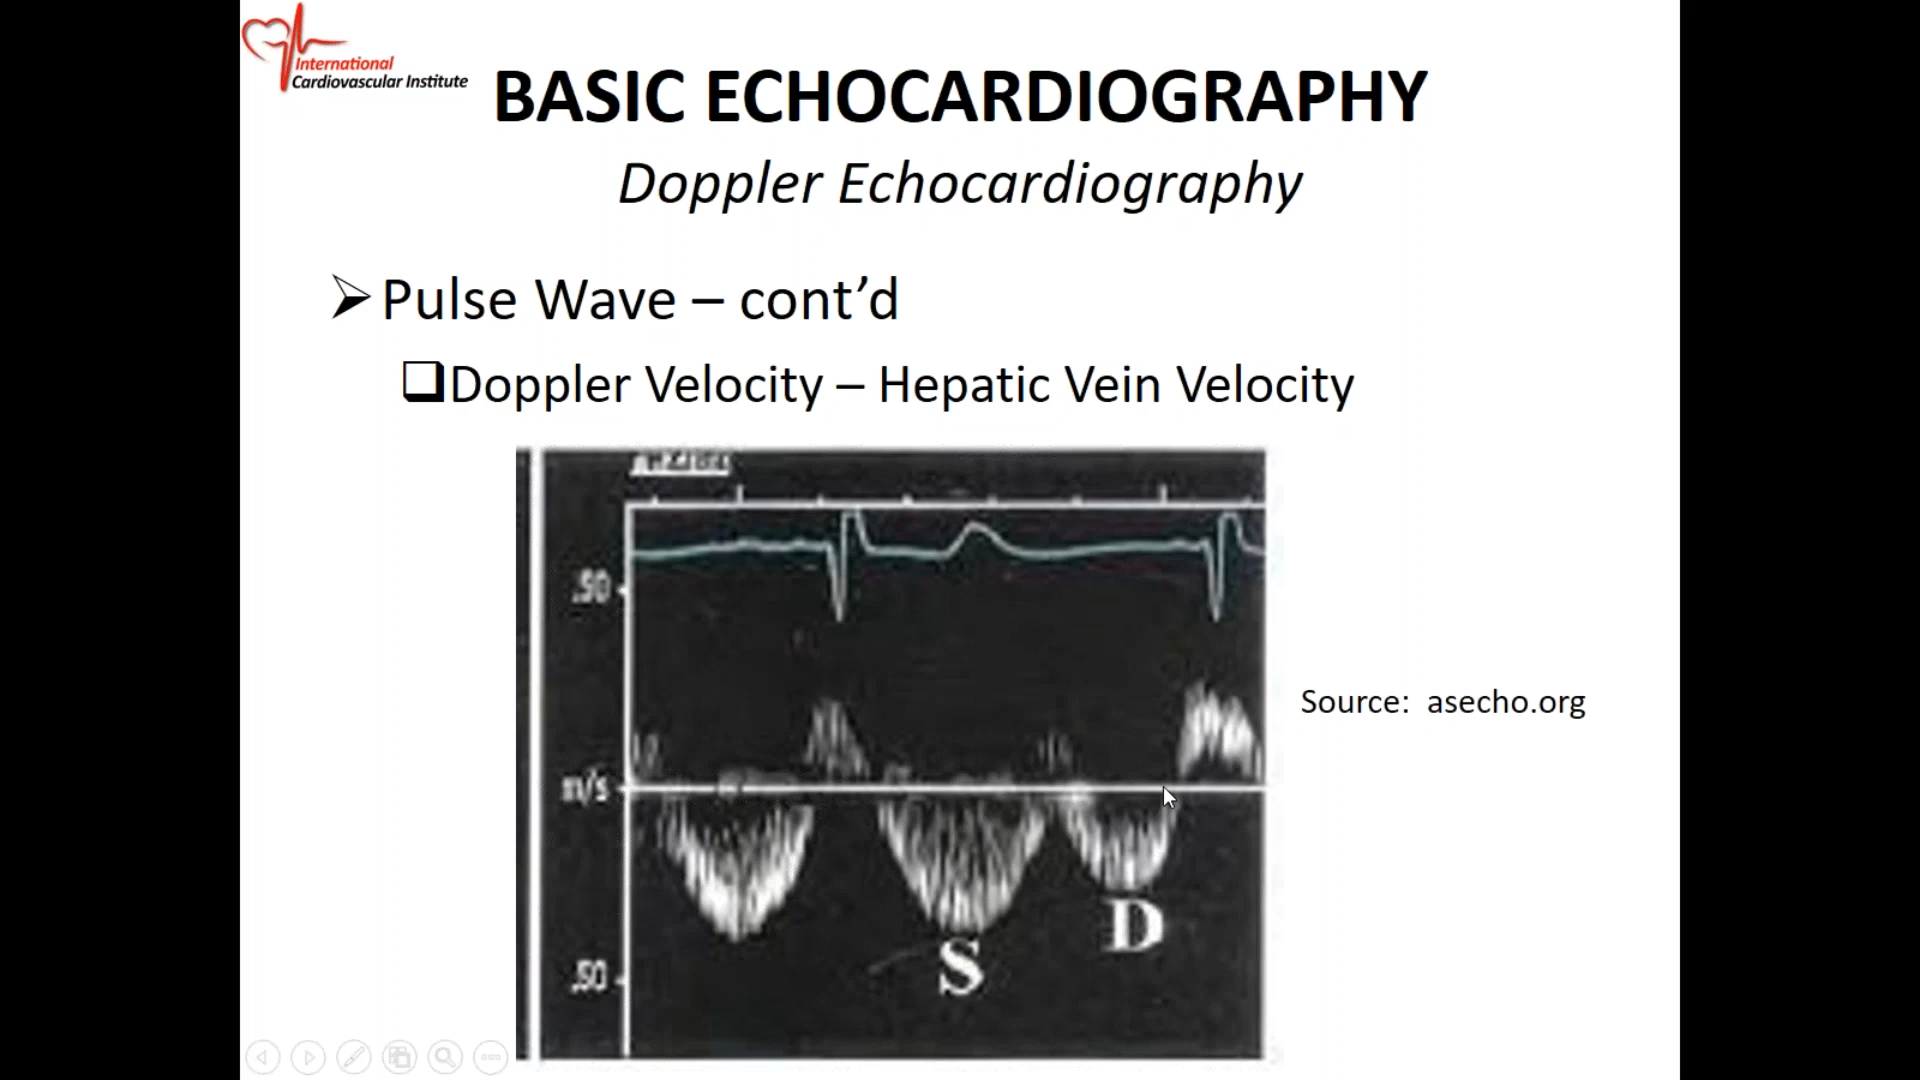 International
Cardiovascular Institute
BASIC ECHOCARDIOGRAPHY
Doppler Echocardiography
Pulse Wave – cont’d
Doppler Velocity – Hepatic Vein Velocity
.50
Source: asecho.org
m/s
D
S
.50